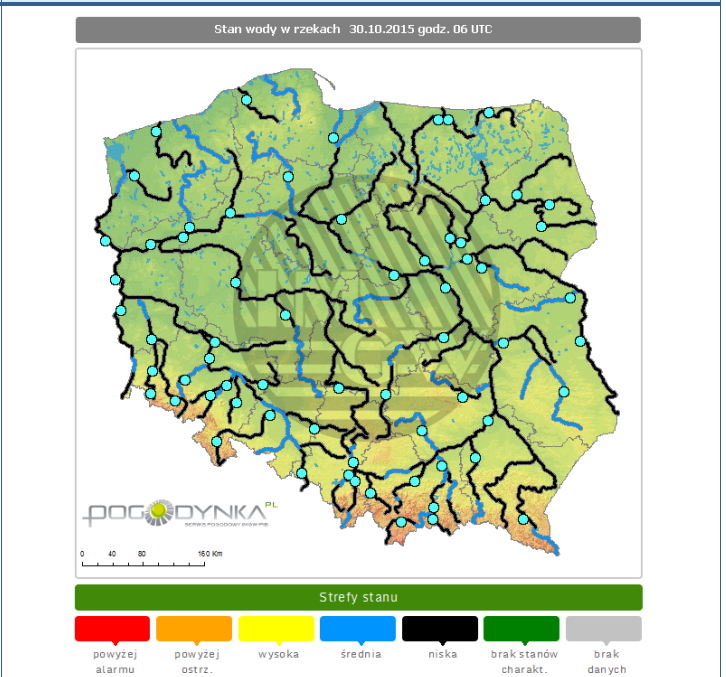 Stan wody w rzekach 30.10.2015 godz. 06 UTC
IMGW
POGODYNKA.PL
SERWIS POGODOWY IMGW-PIB
0 40 80 160 Km
Strefy stanu
powyżej alarmu
powyżej ostrz.
wysoka
średnia
niska
brak stanów charakt.
brak danych